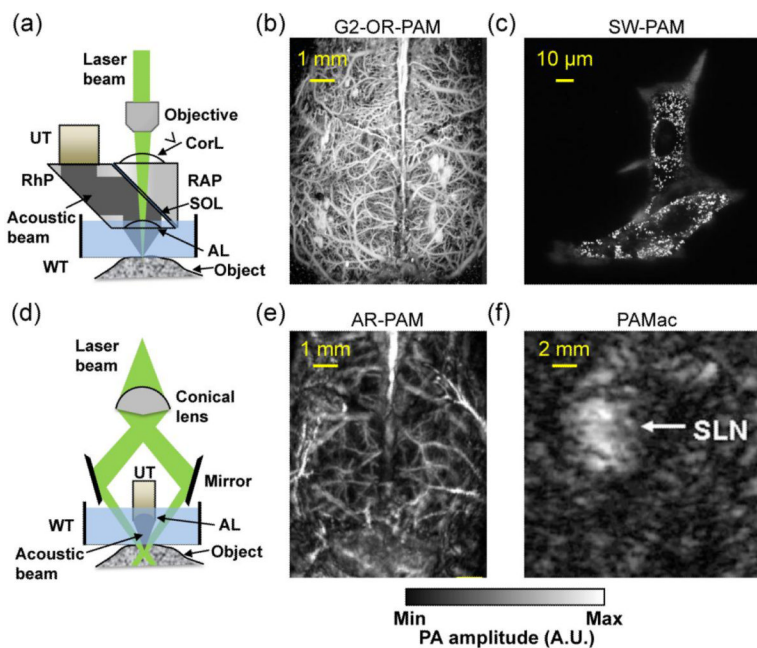 (a)
Laser
beam
Objective
CorL
UT
RhP
RAP
SOL
Acoustic
beam
AL
WT
Object
(b)
G2-OR-PAM
1 mm
(c)
SW-PAM
10 µm
(d)
Laser
beam
Conical
lens
UT
Mirror
WT
AL
Acoustic
beam
Object
(e)
AR-PAM
1 mm
(f)
PAMac
2 mm
SLN
Min Max
PA amplitude (A.U.)